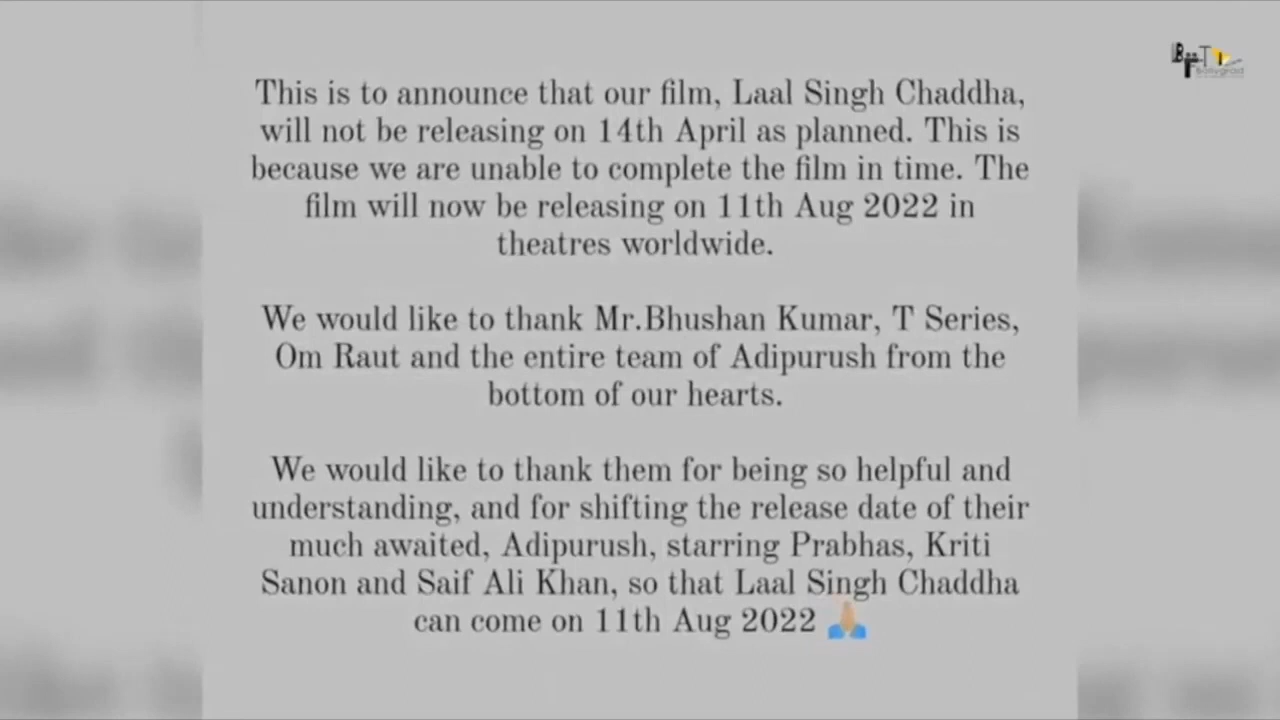 This is to announce that our film, Laal Singh Chaddha,
will not be releasing on 14th April as planned. This is
because we are unable to complete the film in time. The
film will now be releasing on 11th Aug 2022 in
theatres worldwide.
We would like to thank Mr.Bhushan Kumar, T Series,
Om Raut and the entire team of Adipurush from the
bottom of our hearts.
We would like to thank them for being so helpful and
understanding, and for shifting the release date of their
much awaited, Adipurush, starring Prabhas, Kriti
Sanon and Saif Ali Khan, so that Laal Singh Chaddha
can come on 11th Aug 2022 🙏🏼